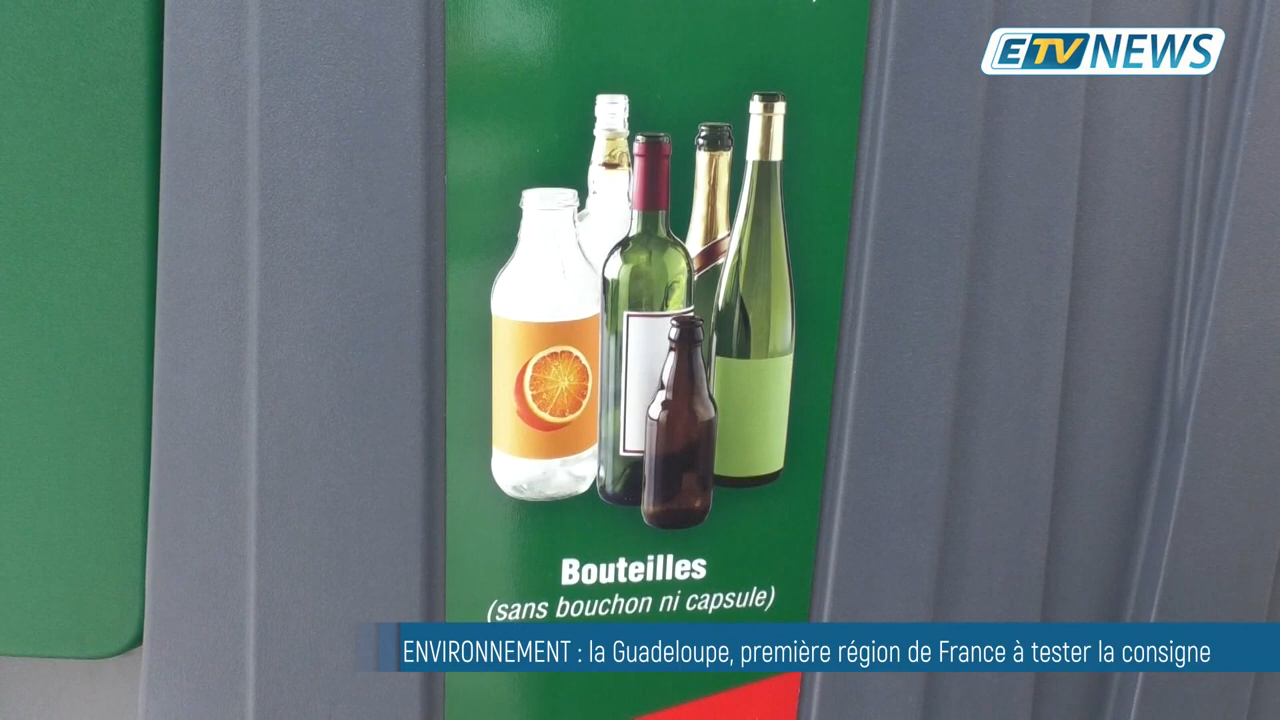 ETV NEWS
Bouteilles
(sans bouchon ni capsule)
ENVIRONNEMENT : la Guadeloupe, première région de France à tester la consigne